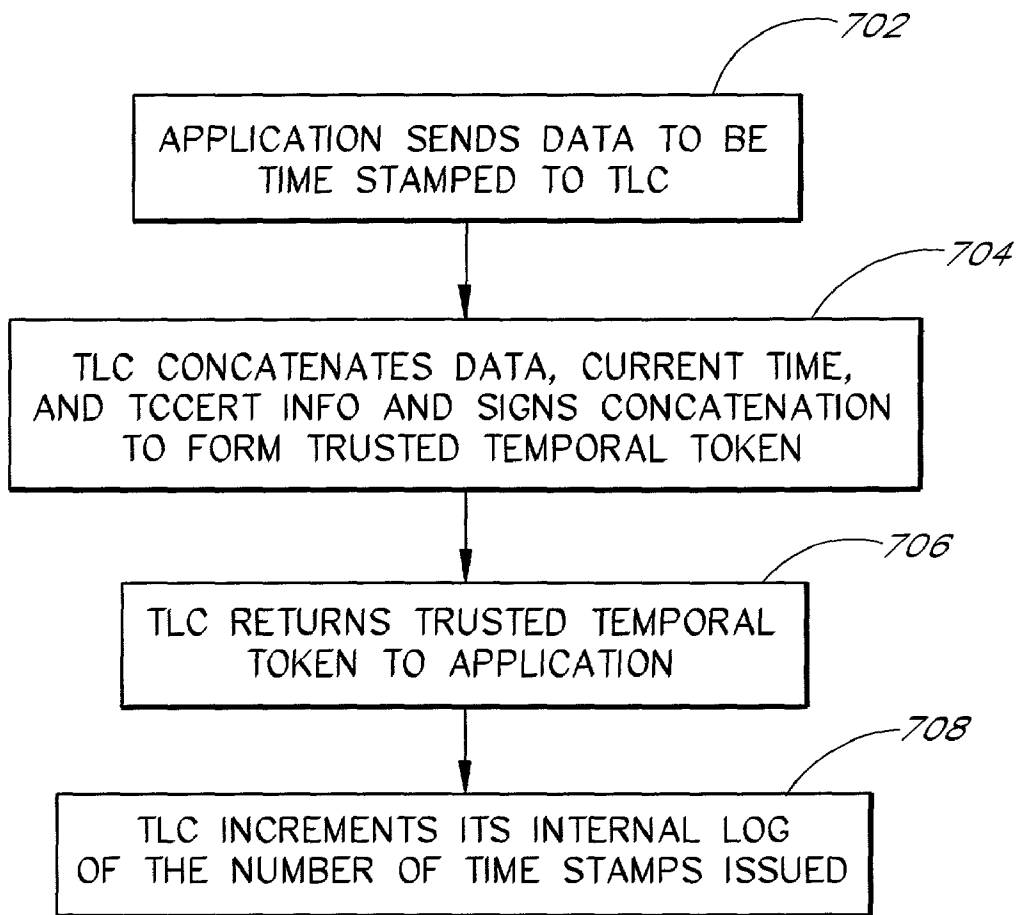 702
APPLICATION SENDS DATA TO BE
TIME STAMPED TO TLC
704
TLC CONCATENATES DATA, CURRENT TIME,
AND TCCERT INFO AND SIGNS CONCATENATION
TO FORM TRUSTED TEMPORAL TOKEN
706
TLC RETURNS TRUSTED TEMPORAL
TOKEN TO APPLICATION
708
TLC INCREMENTS ITS INTERNAL LOG
OF THE NUMBER OF TIME STAMPS ISSUED